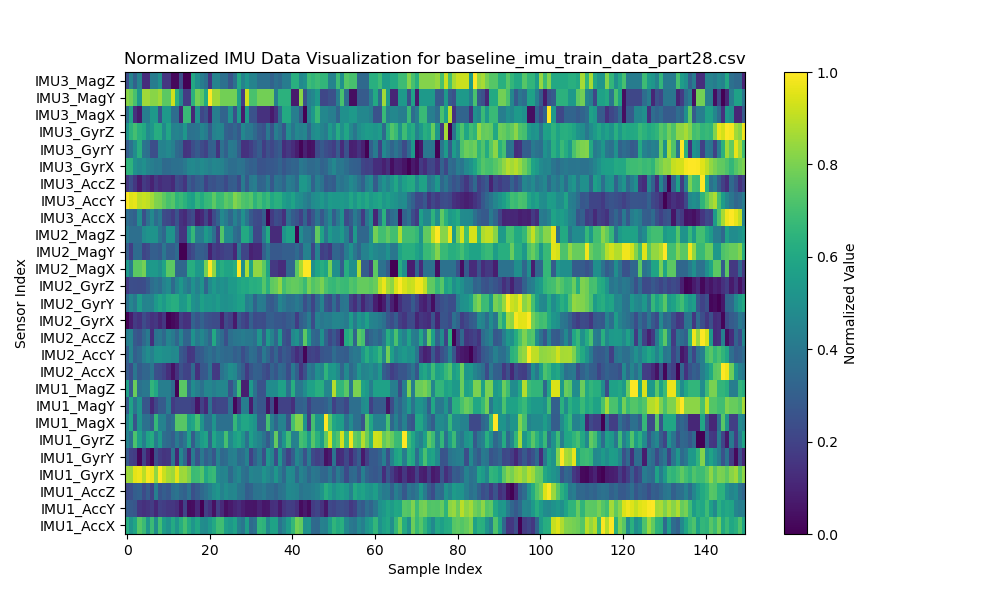 Normalized IMU Data Visualization for baseline_imu_train_data_part28.csv
IMU3_MagZ
IMU3_MagY
IMU3_MagX
IMU3_GyrZ
IMU3_GyrY
IMU3_GyrX
IMU3_AccZ
IMU3_AccY
IMU3_AccX
IMU2_MagZ
IMU2_MagY
IMU2_MagX
IMU2_GyrZ
IMU2_GyrY
IMU2_GyrX
IMU2_AccZ
IMU2_AccY
IMU2_AccX
IMU1_MagZ
IMU1_MagY
IMU1_MagX
IMU1_GyrZ
IMU1_GyrY
IMU1_GyrX
IMU1_AccZ
IMU1_AccY
IMU1_AccX
Sensor Index
0 20 40 60 80 100 120 140
Sample Index
1.0
0.8
0.6
0.4
0.2
0.0
Normalized Value